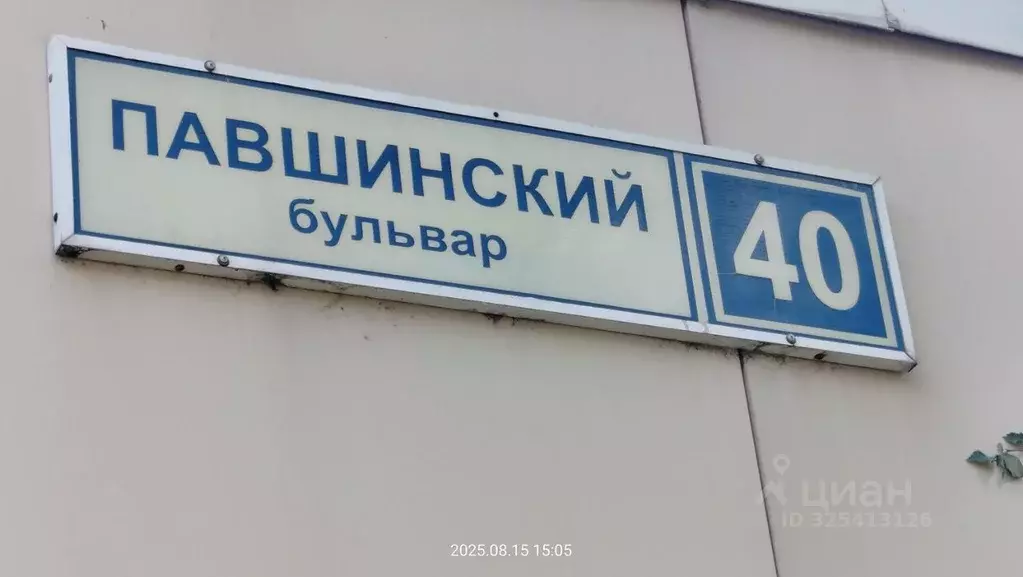 ПАВШИНСКИЙ
бульвар
40
циан
ID 325413126
2025.08.15 15:05